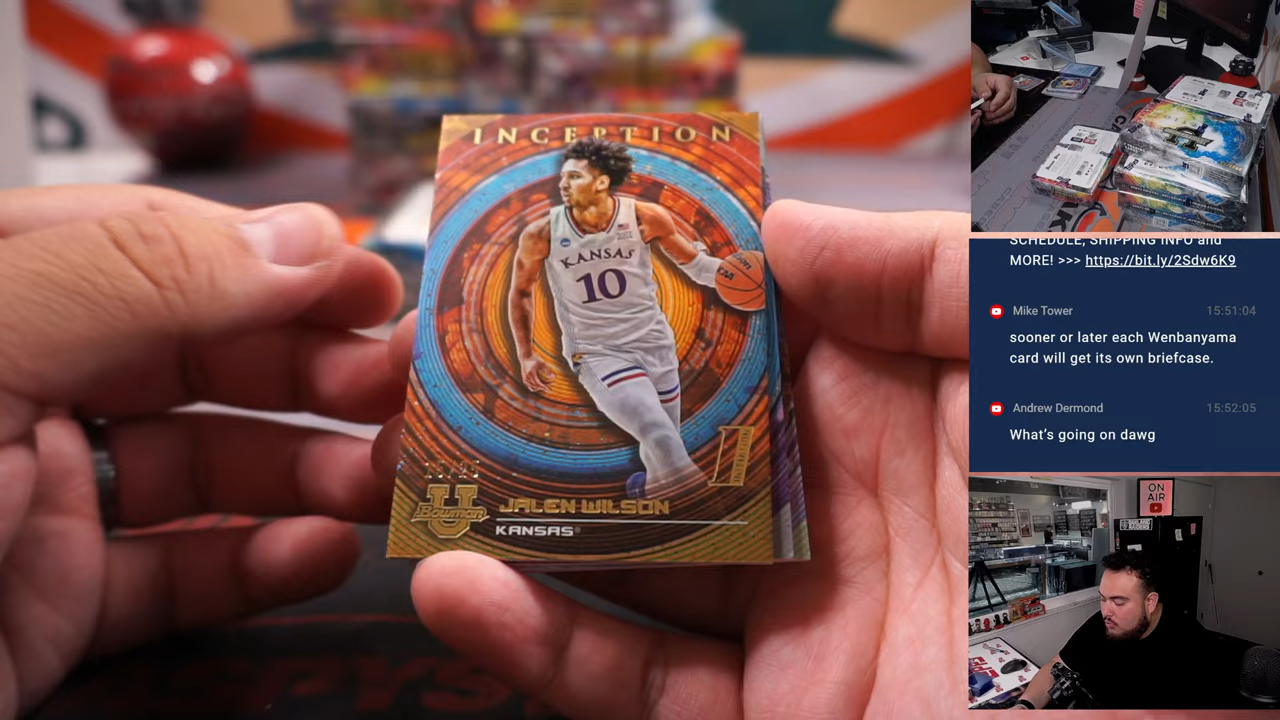 INCEPTION
KANSAS
10
U
Bowman
JALEN WILSON
KANSAS
SCHEDULE, SHIPPING INFO and
MORE! >>> https://bit.ly/2Sdw6K9
Mike Tower 15:51:04
sooner or later each Wenbanyama
card will get its own briefcase.
Andrew Dermond 15:52:05
What's going on dawg
ON
AIR